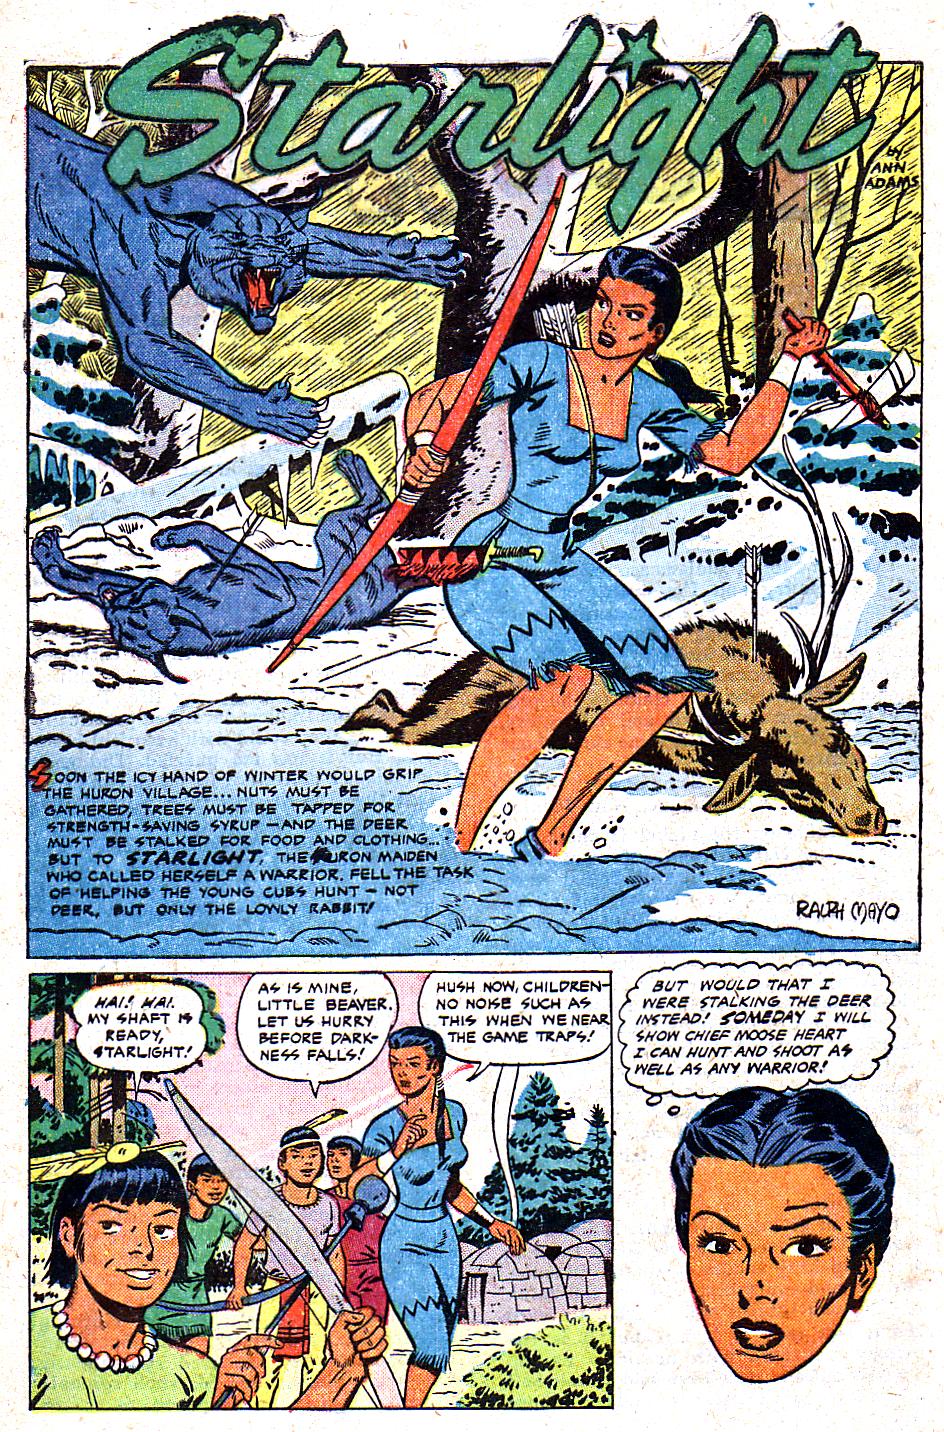 Starlight
by
ANN
ADAMS
SOON THE ICY HAND OF WINTER WOULD GRIP
THE HURON VILLAGE... NUTS MUST BE
GATHERED, TREES MUST BE TAPPED FOR
STRENGTH-SAVING SYRUP — AND THE DEER
MUST BE STALKED FOR FOOD AND CLOTHING...
BUT TO STARLIGHT, THE HURON MAIDEN
WHO CALLED HERSELF A WARRIOR, FELL THE TASK
OF HELPING THE YOUNG CUBS HUNT — NOT
DEER, BUT ONLY THE LOWLY RABBIT!
RALPH MAYO
HAI! HAI.
MY SHAFT IS
READY,
STARLIGHT!
AS IS MINE,
LITTLE BEAVER.
LET US HURRY
BEFORE DARK-
NESS FALLS!
HUSH NOW, CHILDREN-
NO NOISE SUCH AS
THIS WHEN WE NEAR
THE GAME TRAPS!
BUT WOULD THAT I
WERE STALKING THE DEER
INSTEAD! SOMEDAY I WILL
SHOW CHIEF MOOSE HEART
I CAN HUNT AND SHOOT AS
WELL AS ANY WARRIOR!